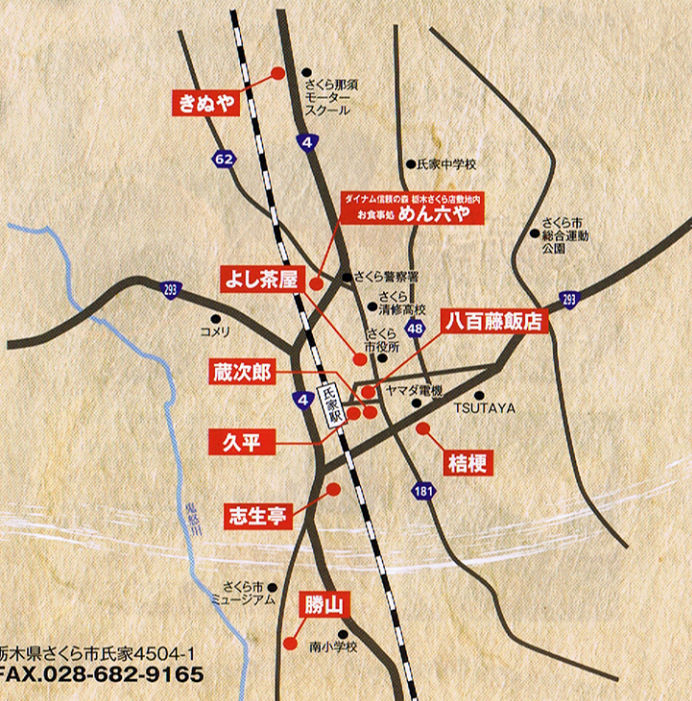 きぬや
さくら那須
モーター
スクール
4
62
氏家中学校
ダイナム信頼の森 栃木さくら店敷地内
お食事処 めん六や
さくら市
総合運動
公園
さくら警察署
よし茶屋
293
293
さくら
清修高校
コメリ
八百藤飯店
48
さくら
市役所
蔵次郎
ヤマダ電機
4
氏家駅
TSUTAYA
久平
桔梗
181
志生亭
鬼怒川
さくら市
ミュージアム
勝山
南小学校
栃木県さくら市氏家4504-1
FAX.028-682-9165